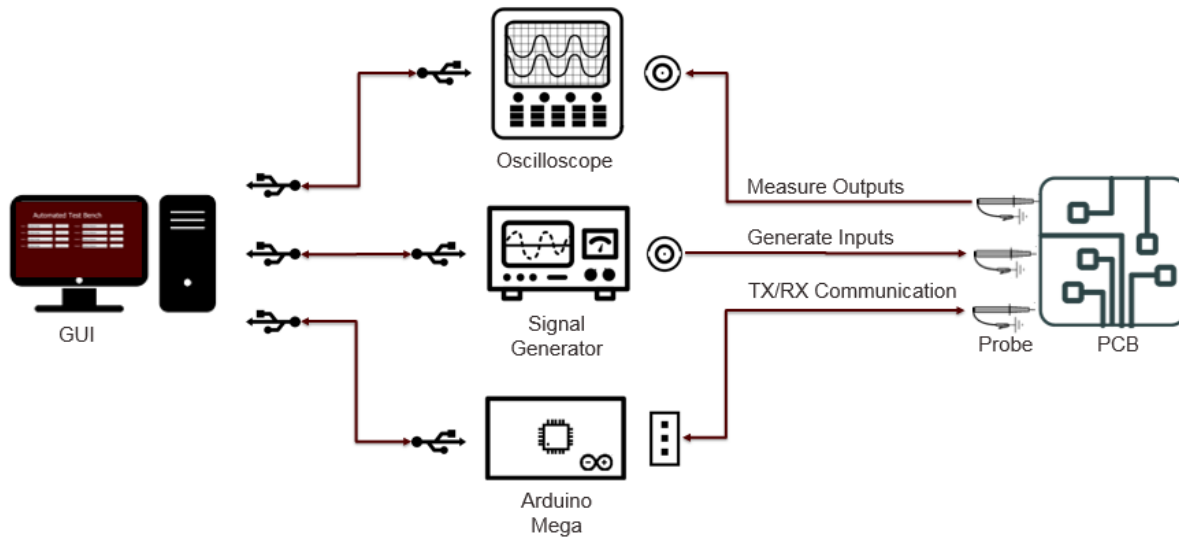 Oscilloscope
Measure Outputs
Automated Test Bench
Generate Inputs
TX/RX Communication
GUI
Signal
Generator
Probe
PCB
Arduino
Mega